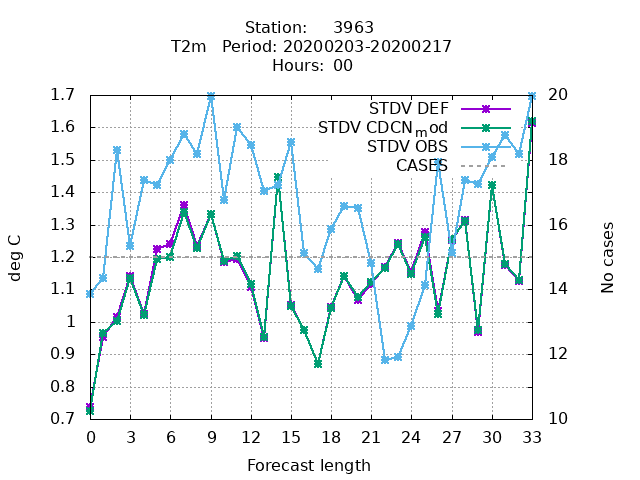 Station: 3963
T2m Period: 20200203-20200217
Hours: 00
1.7
1.6
1.5
1.4
1.3
1.2
1.1
1
0.9
0.8
0.7
20
18
16
14
12
10
STDV DEF
STDV CDCNmod
STDV OBS
CASES
deg C
No cases
0 3 6 9 12 15 18 21 24 27 30 33
Forecast length